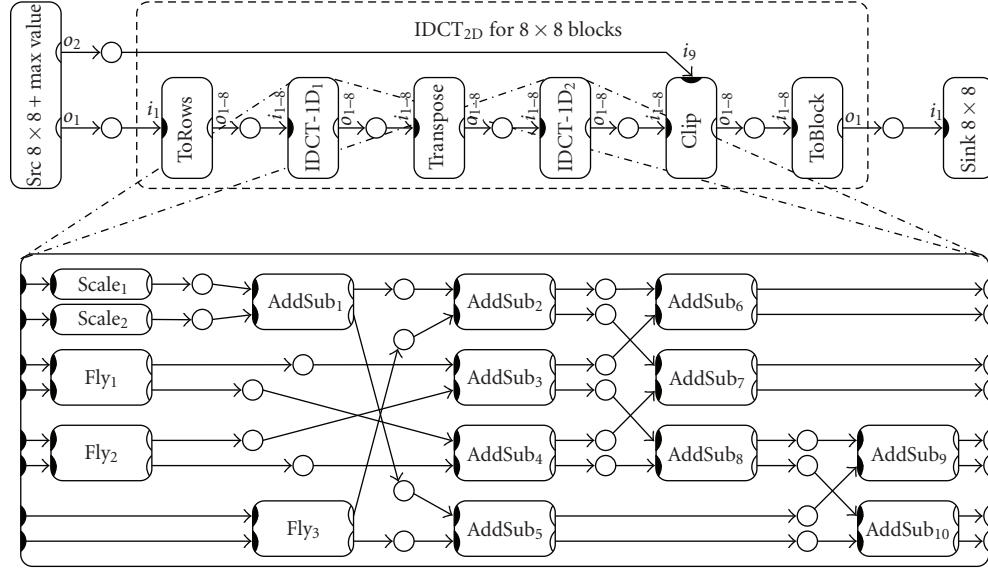 IDCT2D for 8 × 8 blocks
Src 8 × 8 + max value
o2
o1
i1
ToRows
o1–8
i1–8
IDCT-1D1
o1–8
i1–8
Transpose
o1–8
i1–8
IDCT-1D2
o1–8
i1–8
i9
Clip
o1–8
i1–8
ToBlock
o1
i1
Sink 8 × 8
Scale1
Scale2
AddSub1
AddSub2
AddSub6
Fly1
AddSub3
AddSub7
Fly2
AddSub4
AddSub8
AddSub9
Fly3
AddSub5
AddSub10